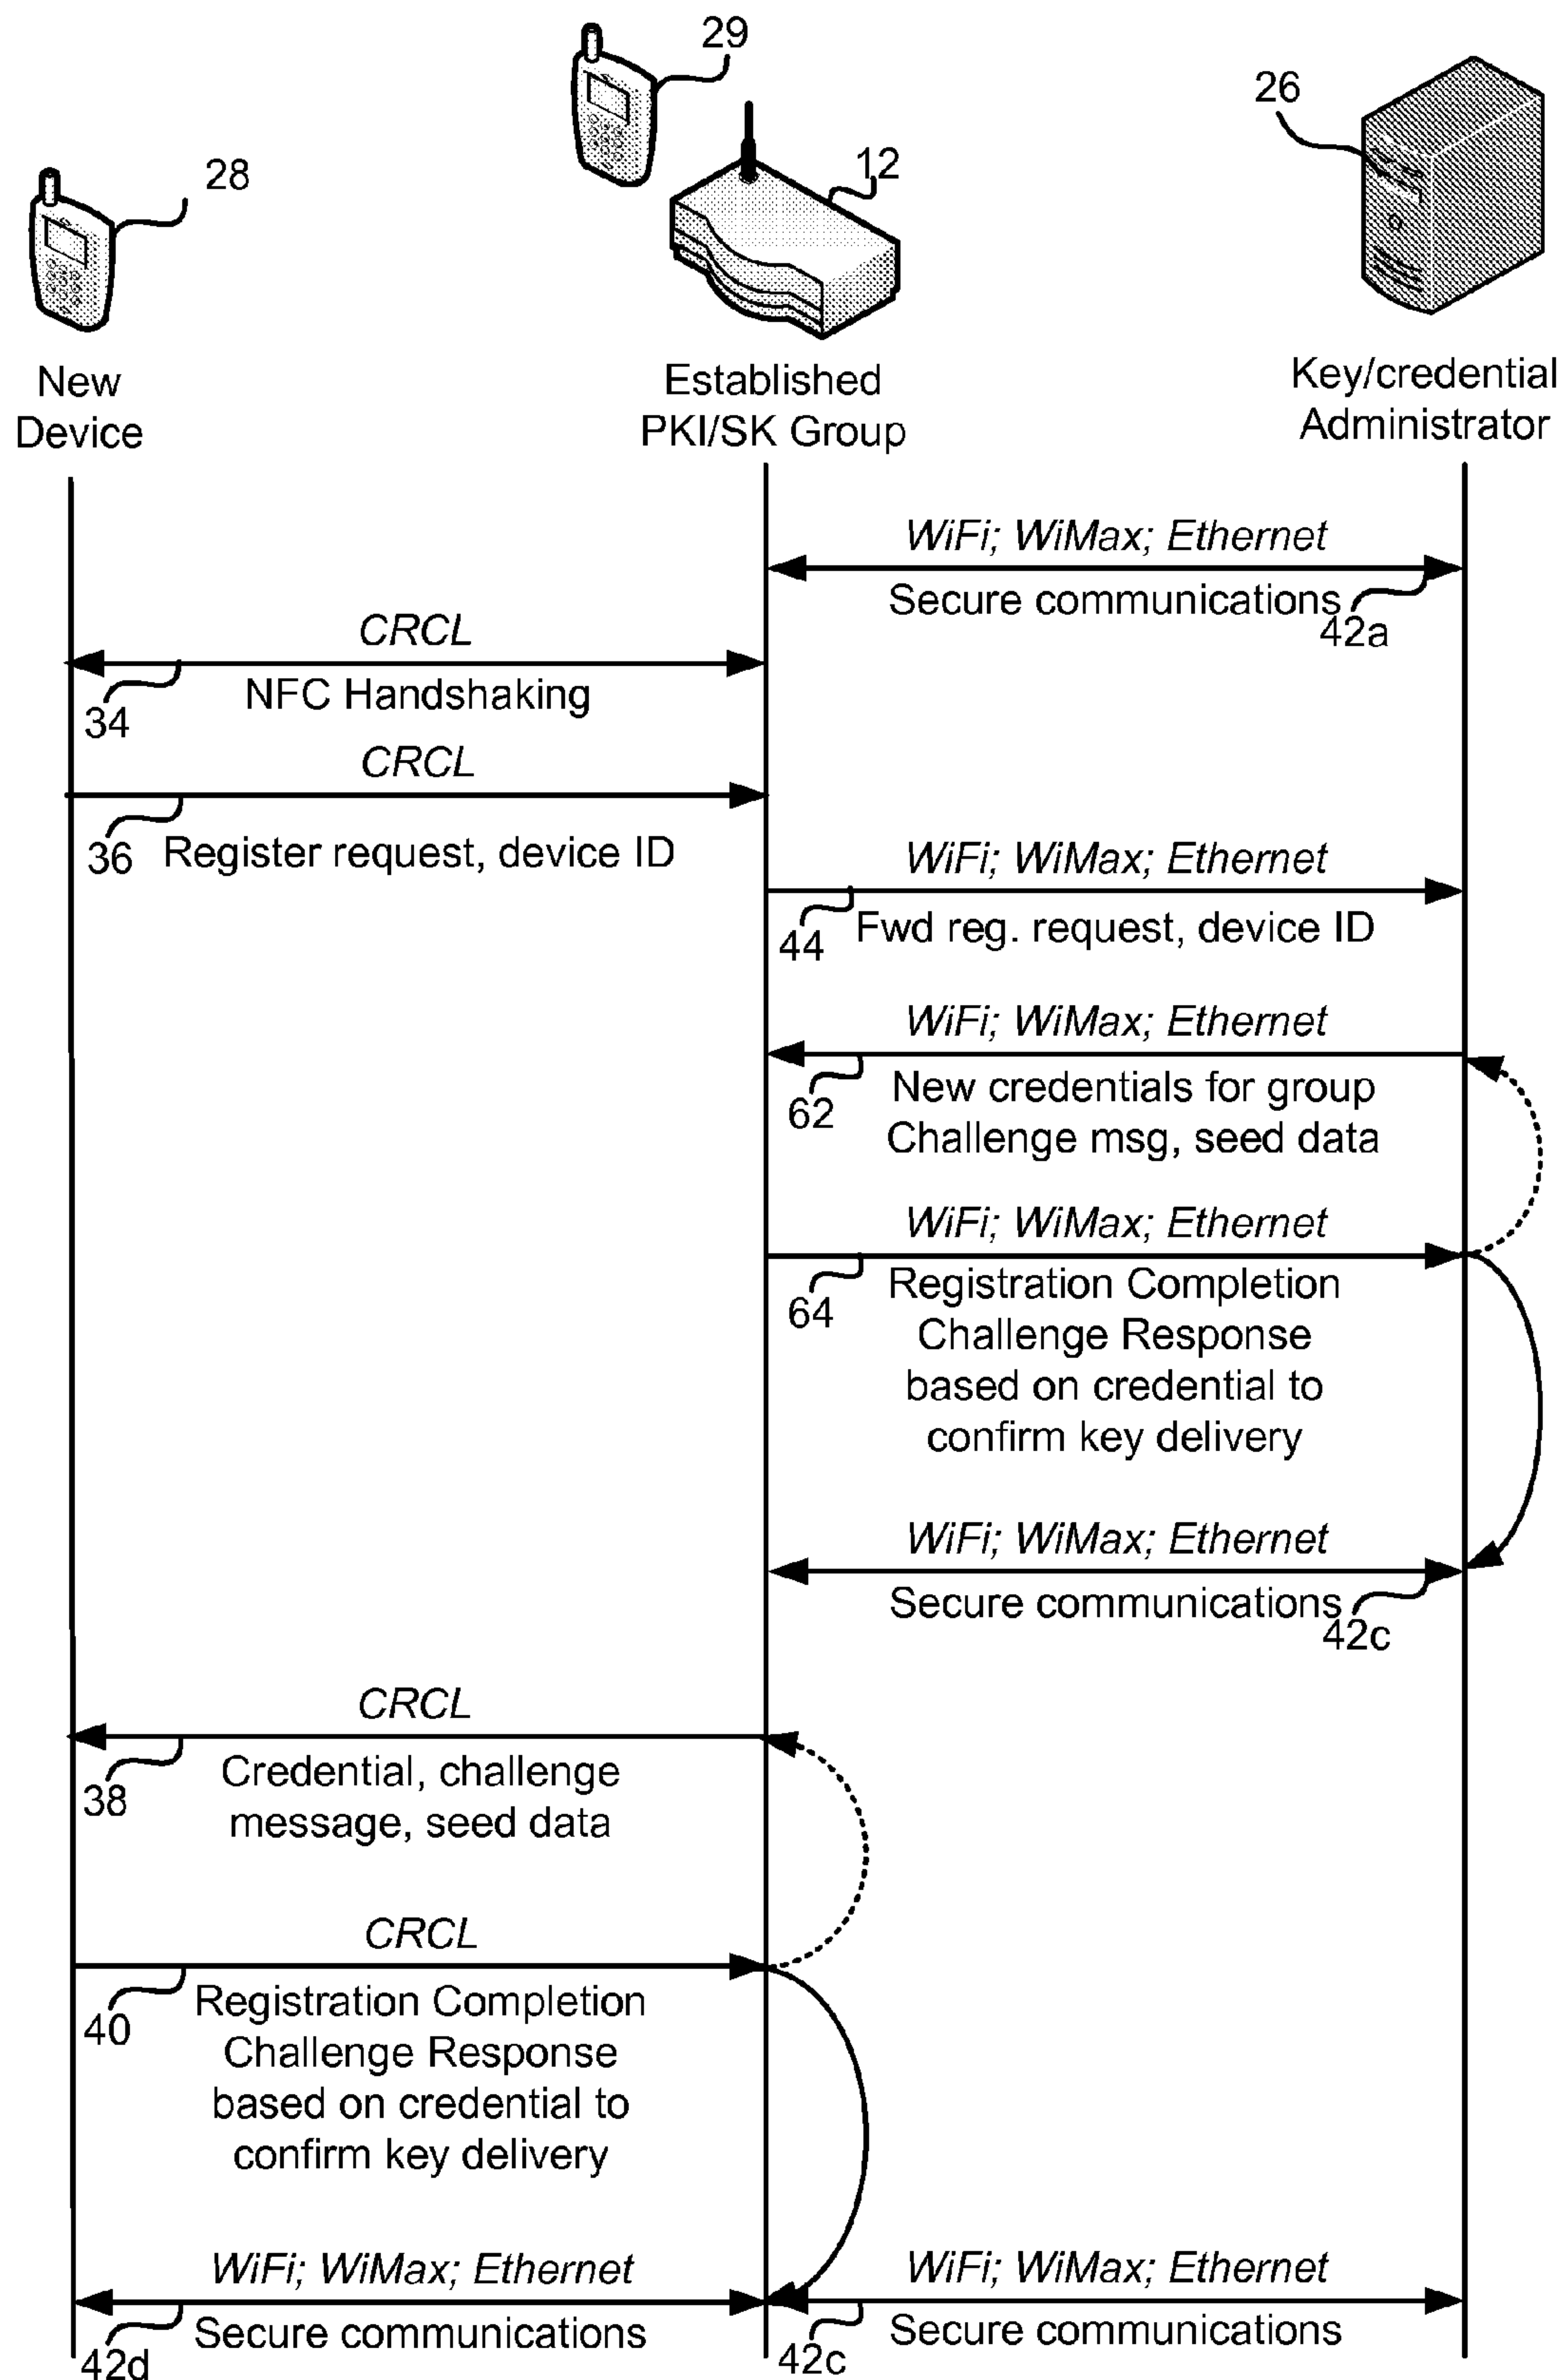 29
26
12
28
New
Device
Established
PKI/SK Group
Key/credential
Administrator
WiFi; WiMax; Ethernet
Secure communications
42a
CRCL
34
NFC Handshaking
CRCL
36
Register request, device ID
WiFi; WiMax; Ethernet
44
Fwd reg. request, device ID
WiFi; WiMax; Ethernet
62
New credentials for group
Challenge msg, seed data
WiFi; WiMax; Ethernet
64
Registration Completion
Challenge Response
based on credential to
confirm key delivery
WiFi; WiMax; Ethernet
Secure communications
42c
CRCL
38
Credential, challenge
message, seed data
CRCL
40
Registration Completion
Challenge Response
based on credential to
confirm key delivery
WiFi; WiMax; Ethernet
Secure communications
42d
WiFi; WiMax; Ethernet
Secure communications
42c